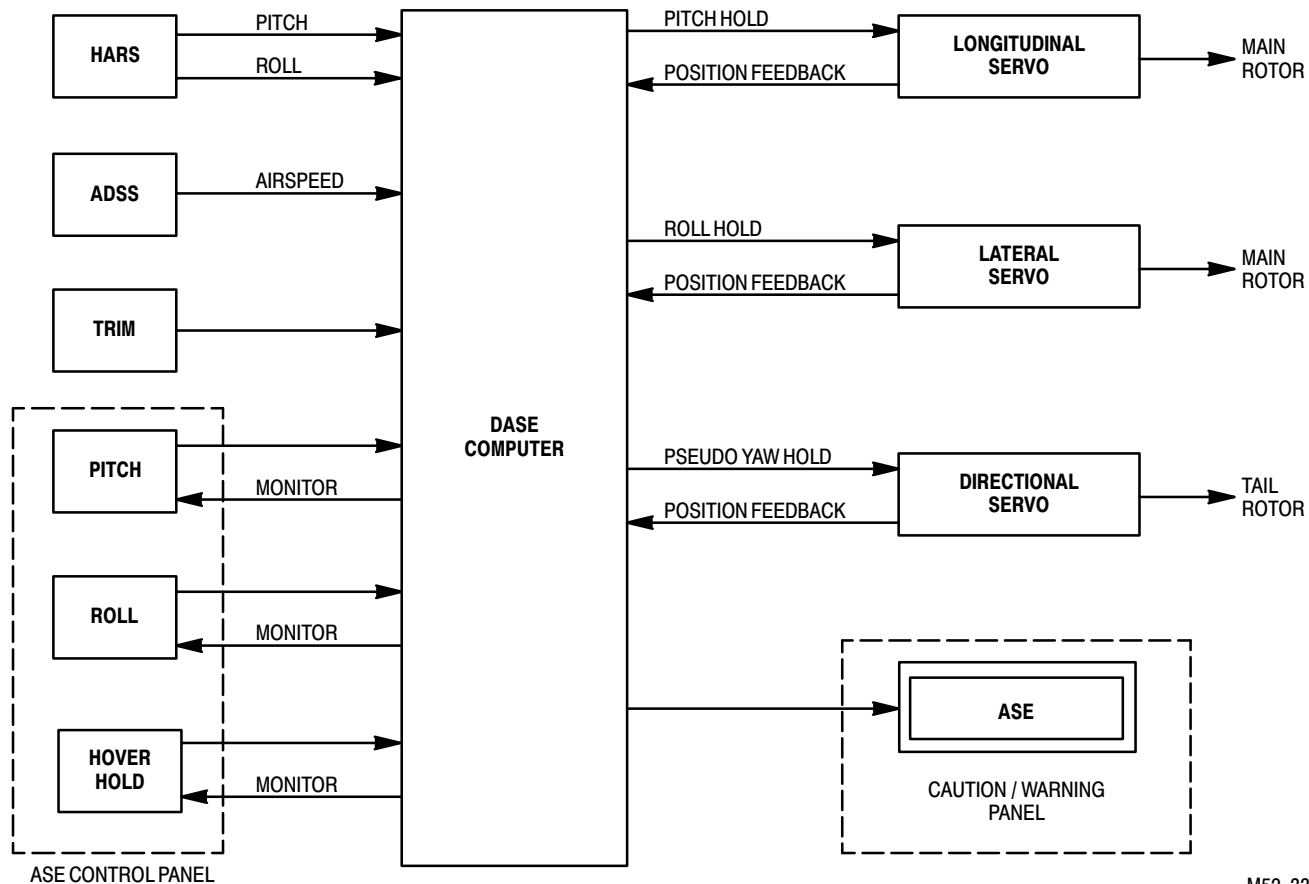 HARS
PITCH
ROLL
ADSS
AIRSPEED
TRIM
PITCH
MONITOR
ROLL
MONITOR
HOVER
HOLD
MONITOR
ASE CONTROL PANEL
DASE
COMPUTER
PITCH HOLD
POSITION FEEDBACK
LONGITUDINAL
SERVO
MAIN
ROTOR
ROLL HOLD
POSITION FEEDBACK
LATERAL
SERVO
MAIN
ROTOR
PSEUDO YAW HOLD
POSITION FEEDBACK
DIRECTIONAL
SERVO
TAIL
ROTOR
ASE
CAUTION / WARNING
PANEL